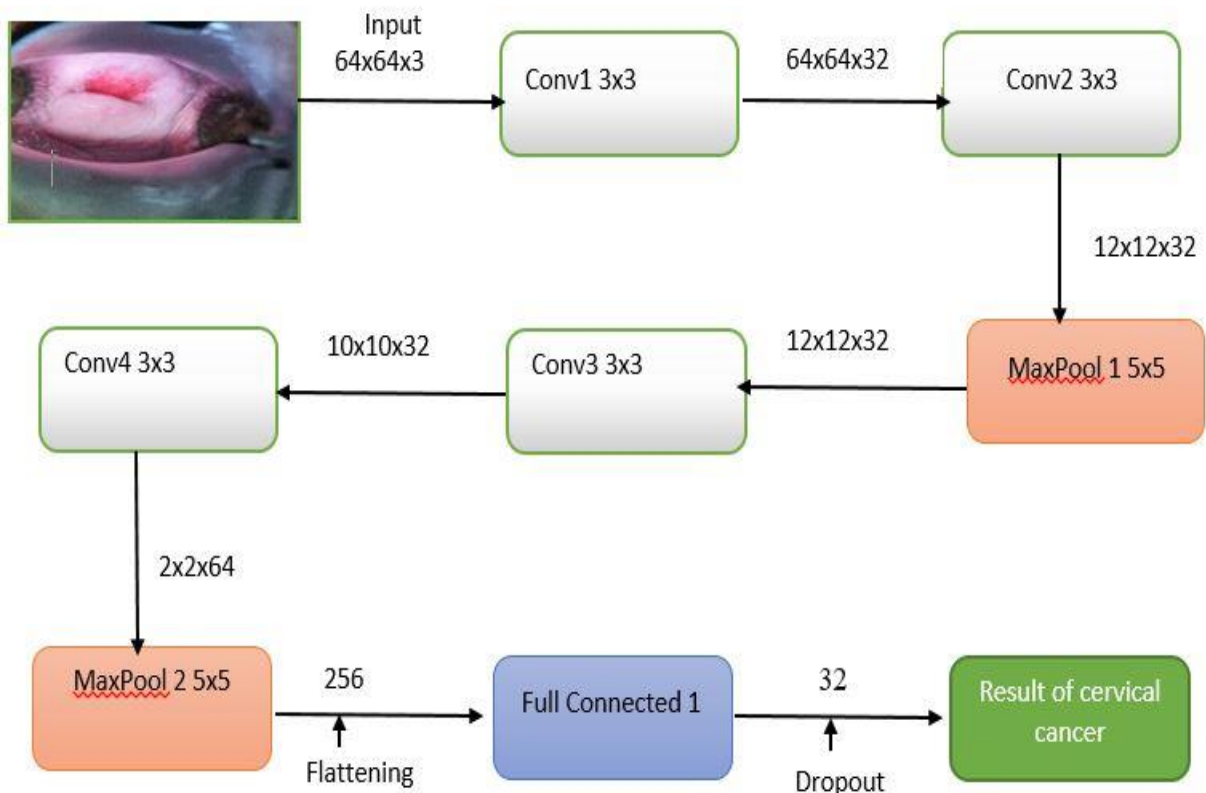 Input
64x64x3
Conv1 3x3
64x64x32
Conv2 3x3
12x12x32
MaxPool 1 5x5
12x12x32
Conv3 3x3
10x10x32
Conv4 3x3
2x2x64
MaxPool 2 5x5
256
Flattening
Full Connected 1
32
Dropout
Result of cervical
cancer